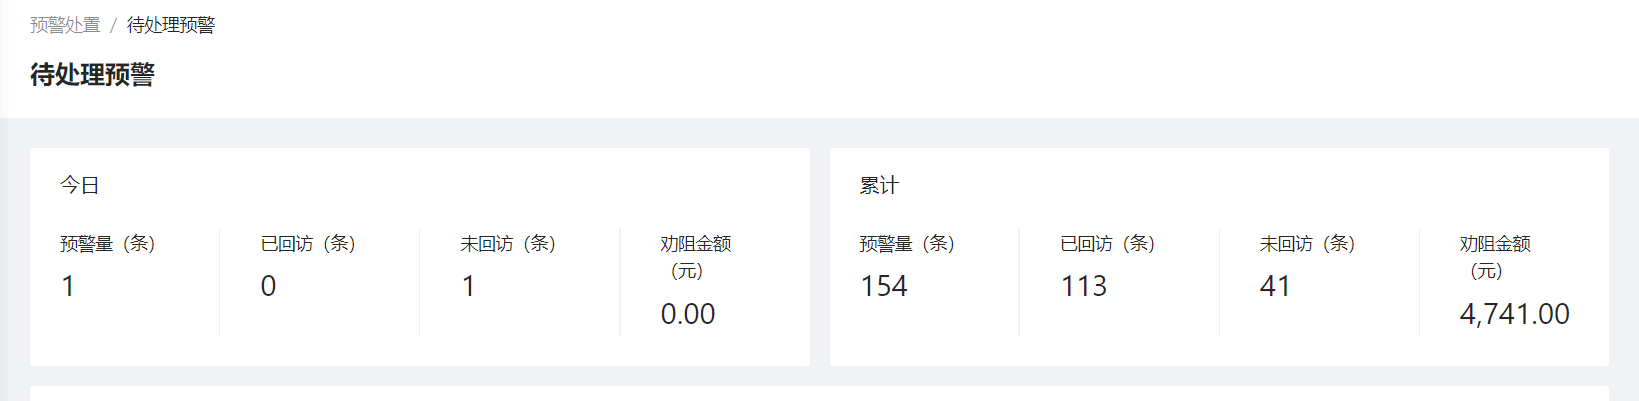 预警处置 / 待处理预警
待处理预警
今日
预警量（条）
1
已回访（条）
0
未回访（条）
1
劝阻金额
（元）
0.00
累计
预警量（条）
154
已回访（条）
113
未回访（条）
41
劝阻金额
（元）
4,741.00